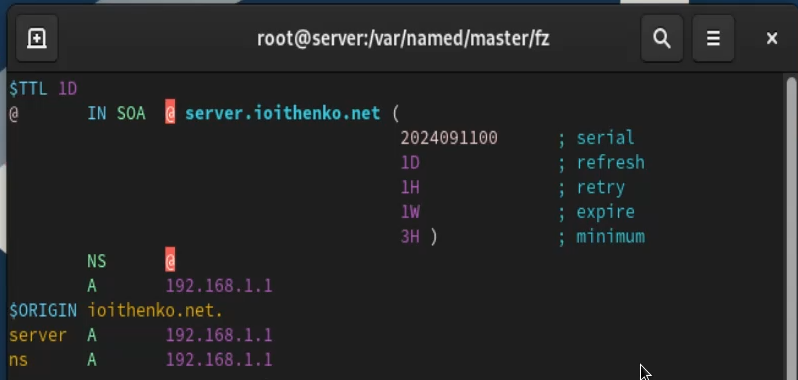 root@server:/var/named/master/fz
$TTL 1D
@ IN SOA @ server.ioithenko.net (
2024091100 ; serial
1D ; refresh
1H ; retry
1W ; expire
3H ) ; minimum
NS @
A 192.168.1.1
$ORIGIN ioithenko.net.
server A 192.168.1.1
ns A 192.168.1.1